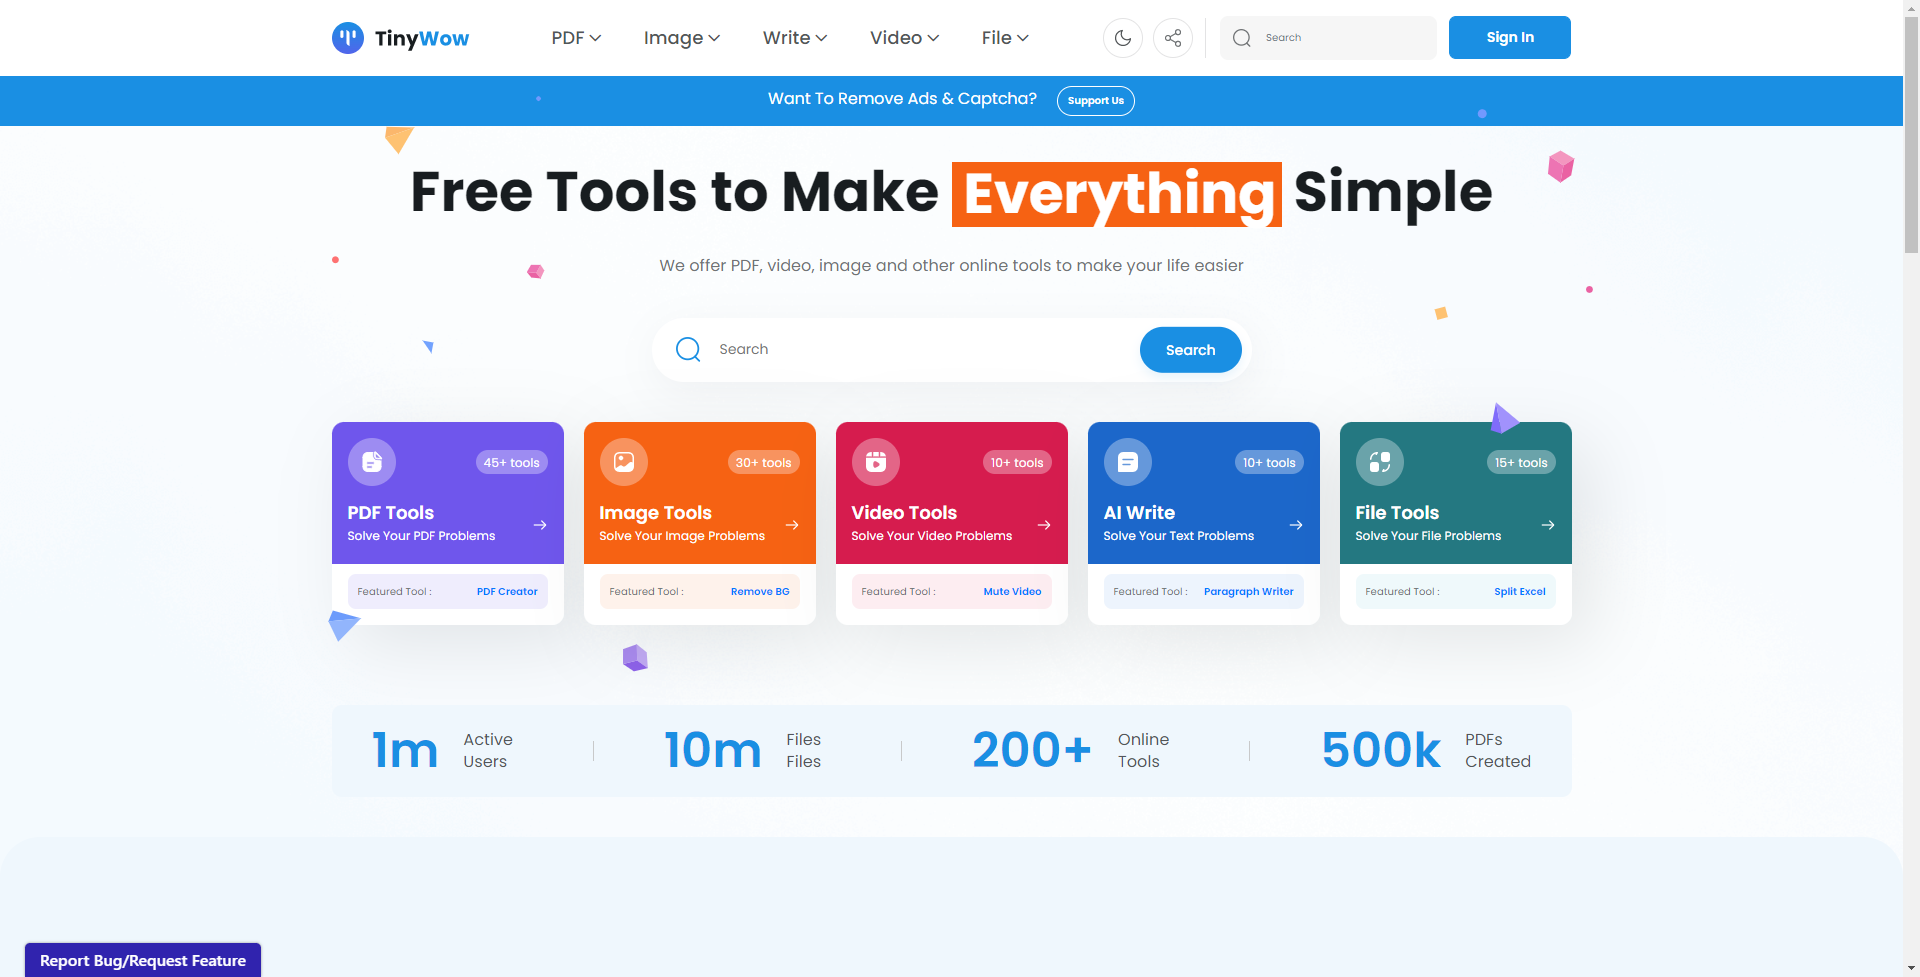 TinyWow
PDF
Image
Write
Video
File
Search
Sign In
Want To Remove Ads & Captcha?
Support Us
Free Tools to Make Everything Simple
We offer PDF, video, image and other online tools to make your life easier
Search
Search
45+ tools
PDF Tools
Solve Your PDF Problems
Featured Tool :
PDF Creator
30+ tools
Image Tools
Solve Your Image Problems
Featured Tool :
Remove BG
10+ tools
Video Tools
Solve Your Video Problems
Featured Tool :
Mute Video
10+ tools
AI Write
Solve Your Text Problems
Featured Tool :
Paragraph Writer
15+ tools
File Tools
Solve Your File Problems
Featured Tool :
Split Excel
1m
Active
Users
10m
Files
Files
200+
Online
Tools
500k
PDFs
Created
Report Bug/Request Feature